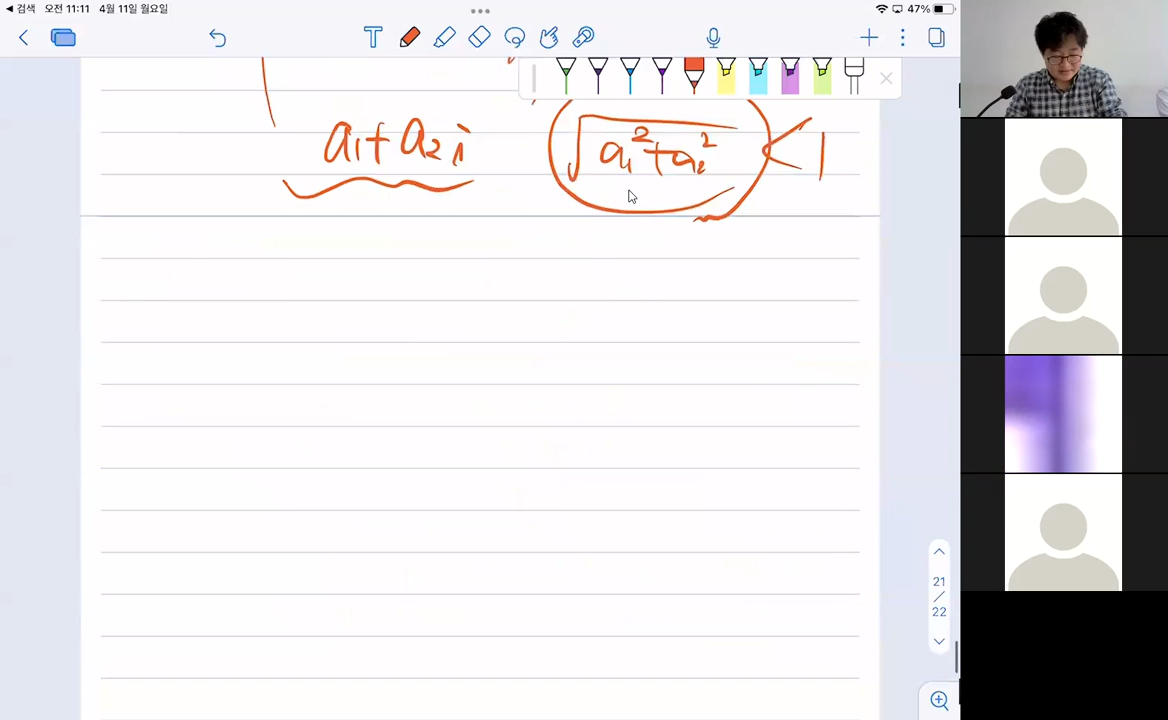 검색 오전 11:11 4월 11일 월요일 47%
T
a₁+a₂i √a₁²+a₂² < 1
21
/
22